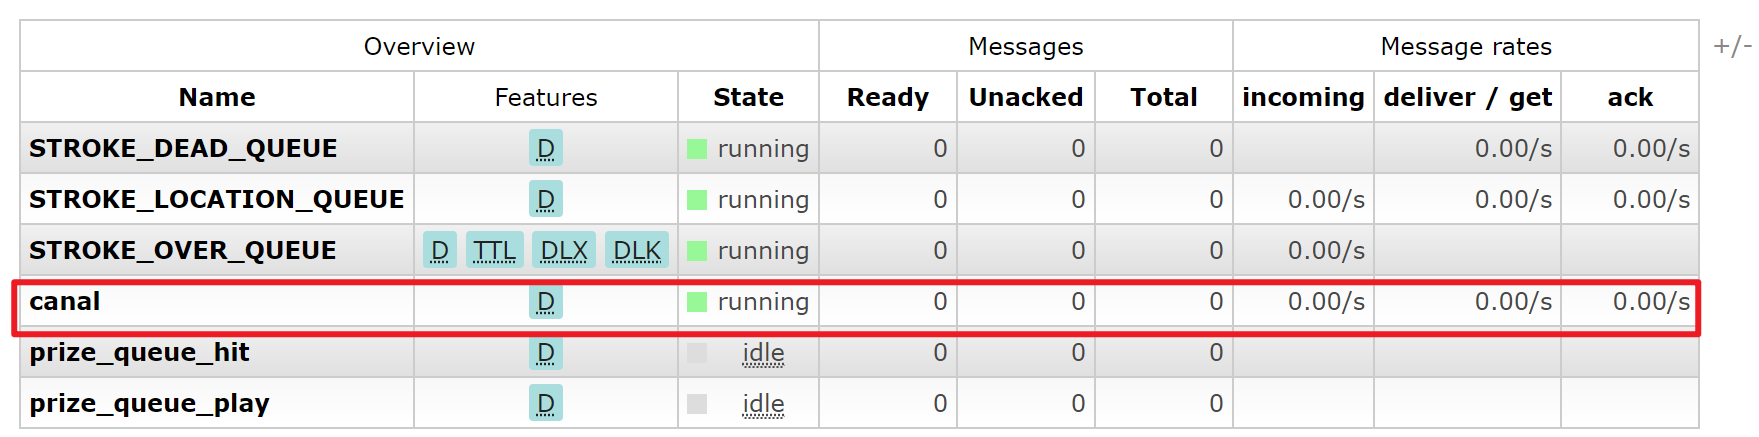 Overview Messages Message rates +/-
Name Features State Ready Unacked Total incoming deliver / get ack
STROKE_DEAD_QUEUE D running 0 0 0 0.00/s 0.00/s
STROKE_LOCATION_QUEUE D running 0 0 0 0.00/s 0.00/s 0.00/s
STROKE_OVER_QUEUE D TTL DLX DLK running 0 0 0 0.00/s
canal D running 0 0 0 0.00/s 0.00/s 0.00/s
prize_queue_hit D idle 0 0 0
prize_queue_play D idle 0 0 0